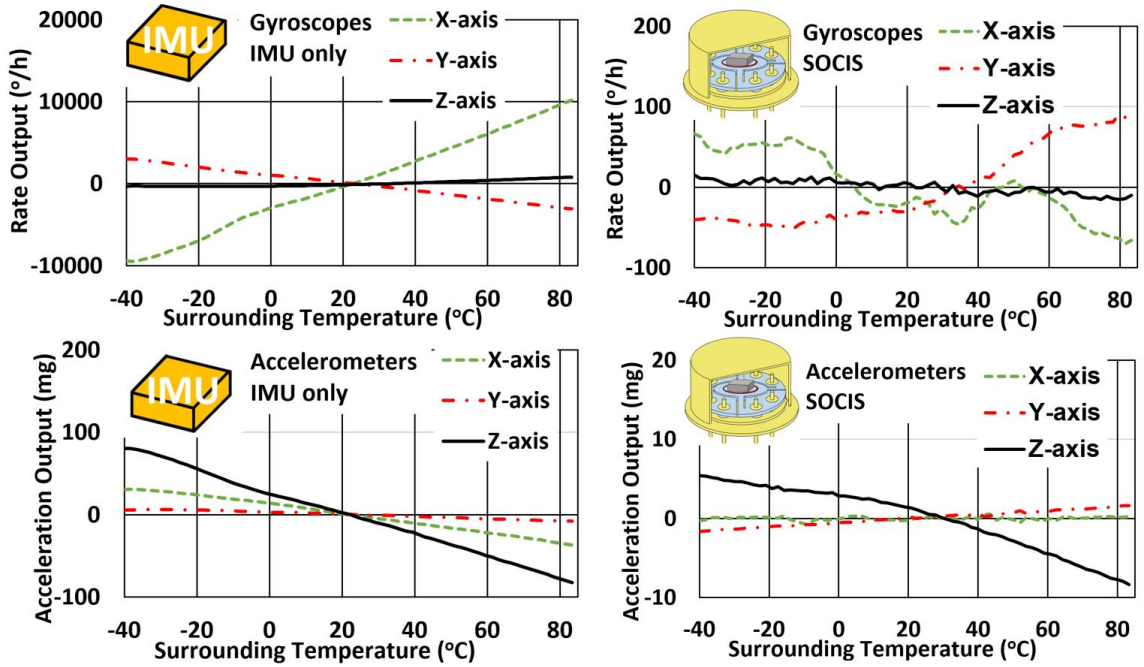 20000
10000
0
-10000
Rate Output (º/h)
IMU
Gyroscopes
IMU only
X-axis
Y-axis
Z-axis
-40 -20 0 20 40 60 80
Surrounding Temperature (ºC)
200
100
0
-100
Rate Output (º/h)
Gyroscopes
SOCIS
X-axis
Y-axis
Z-axis
-40 -20 0 20 40 60 80
Surrounding Temperature (ºC)
200
100
0
-100
Acceleration Output (mg)
IMU
Accelerometers
IMU only
X-axis
Y-axis
Z-axis
-40 -20 0 20 40 60 80
Surrounding Temperature (ºC)
20
10
0
-10
Acceleration Output (mg)
Accelerometers
SOCIS
X-axis
Y-axis
Z-axis
-40 -20 0 20 40 60 80
Surrounding Temperature (ºC)